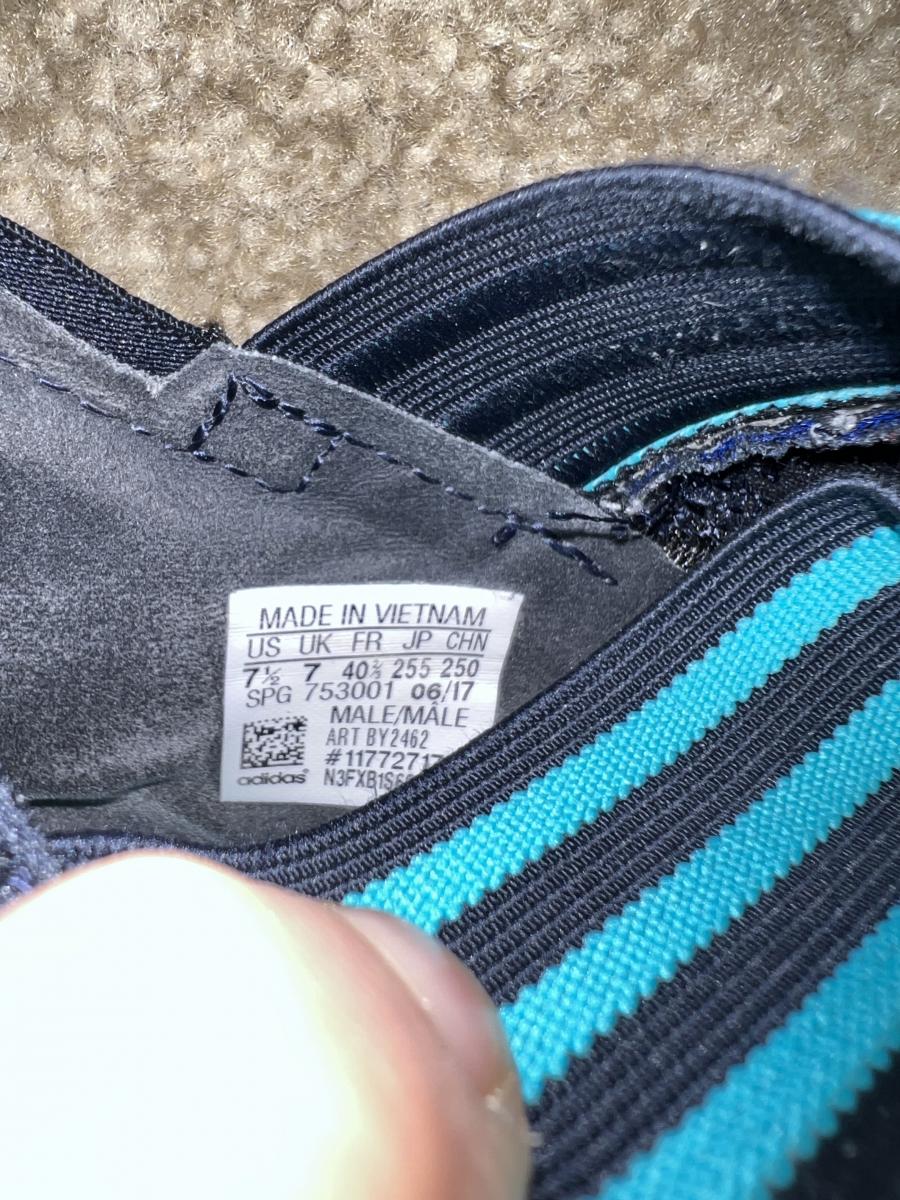 MADE IN VIETNAM
US UK FR JP CHN
7½ 7 40⅔ 255 250
SPG 753001 06/17
MALE/MÂLE
ART BY2462
adidas